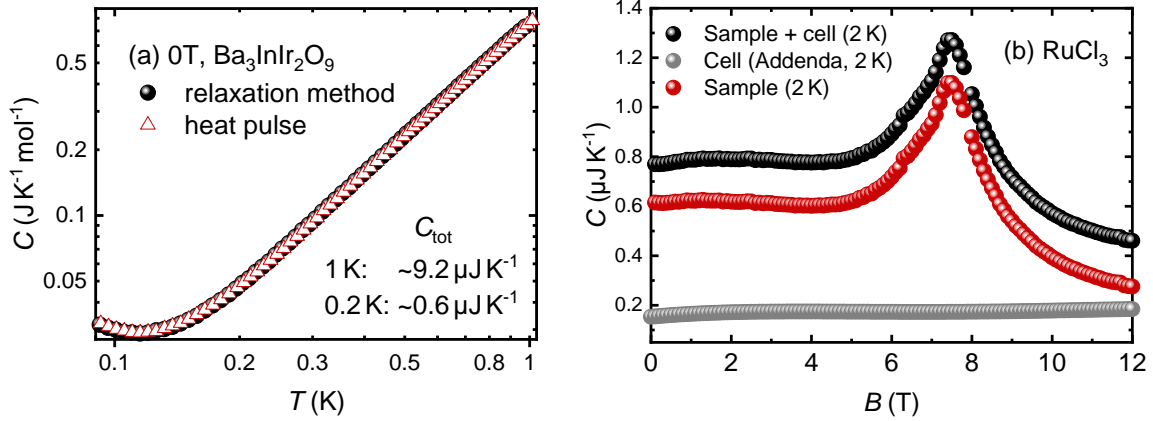 (a) 0T, Ba₃InIr₂O₉
relaxation method
heat pulse
C_tot
1 K: ~9.2 µJ K⁻¹
0.2 K: ~0.6 µJ K⁻¹
C (J K⁻¹ mol⁻¹)
0.5
0.2
0.1
0.05
0.1 0.2 0.3 0.5 1
T (K)
(b) RuCl₃
Sample + cell (2 K)
Cell (Addenda, 2 K)
Sample (2 K)
C (µJ K⁻¹)
1.4
1.2
1.0
0.8
0.6
0.4
0.2
0 2 4 6 8 10 12
B (T)